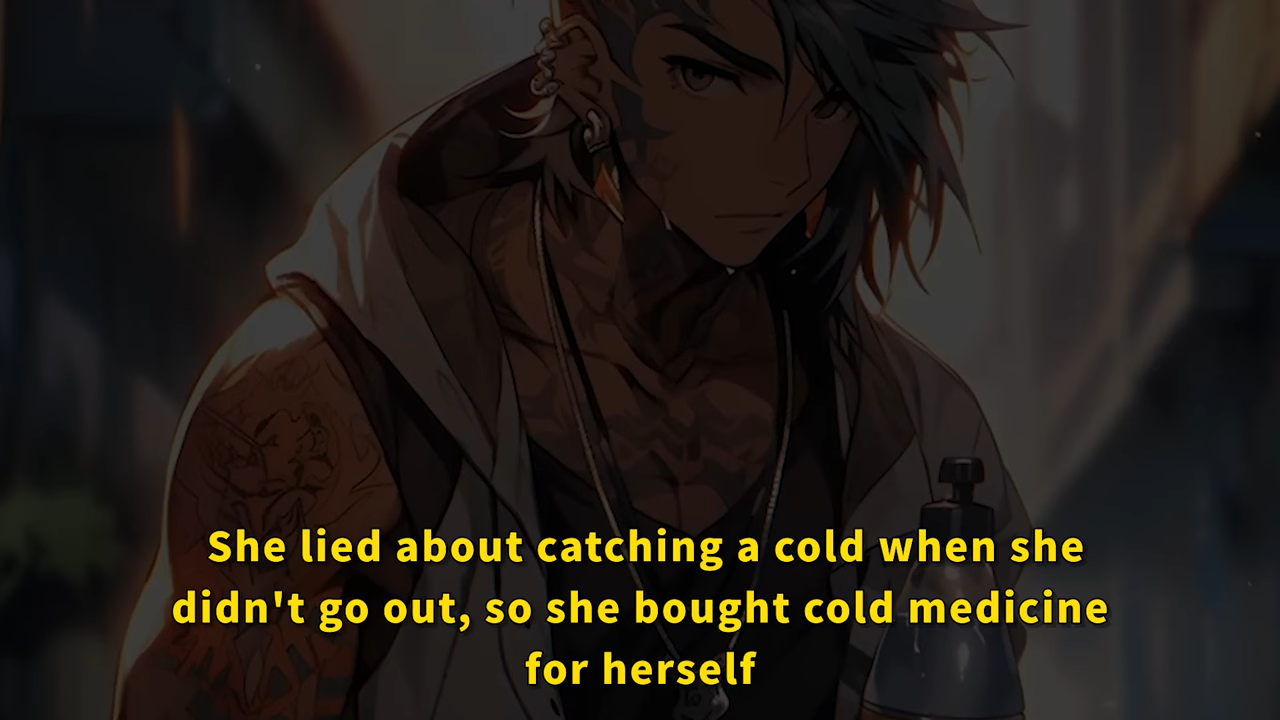 She lied about catching a cold when she
didn't go out, so she bought cold medicine
for herself